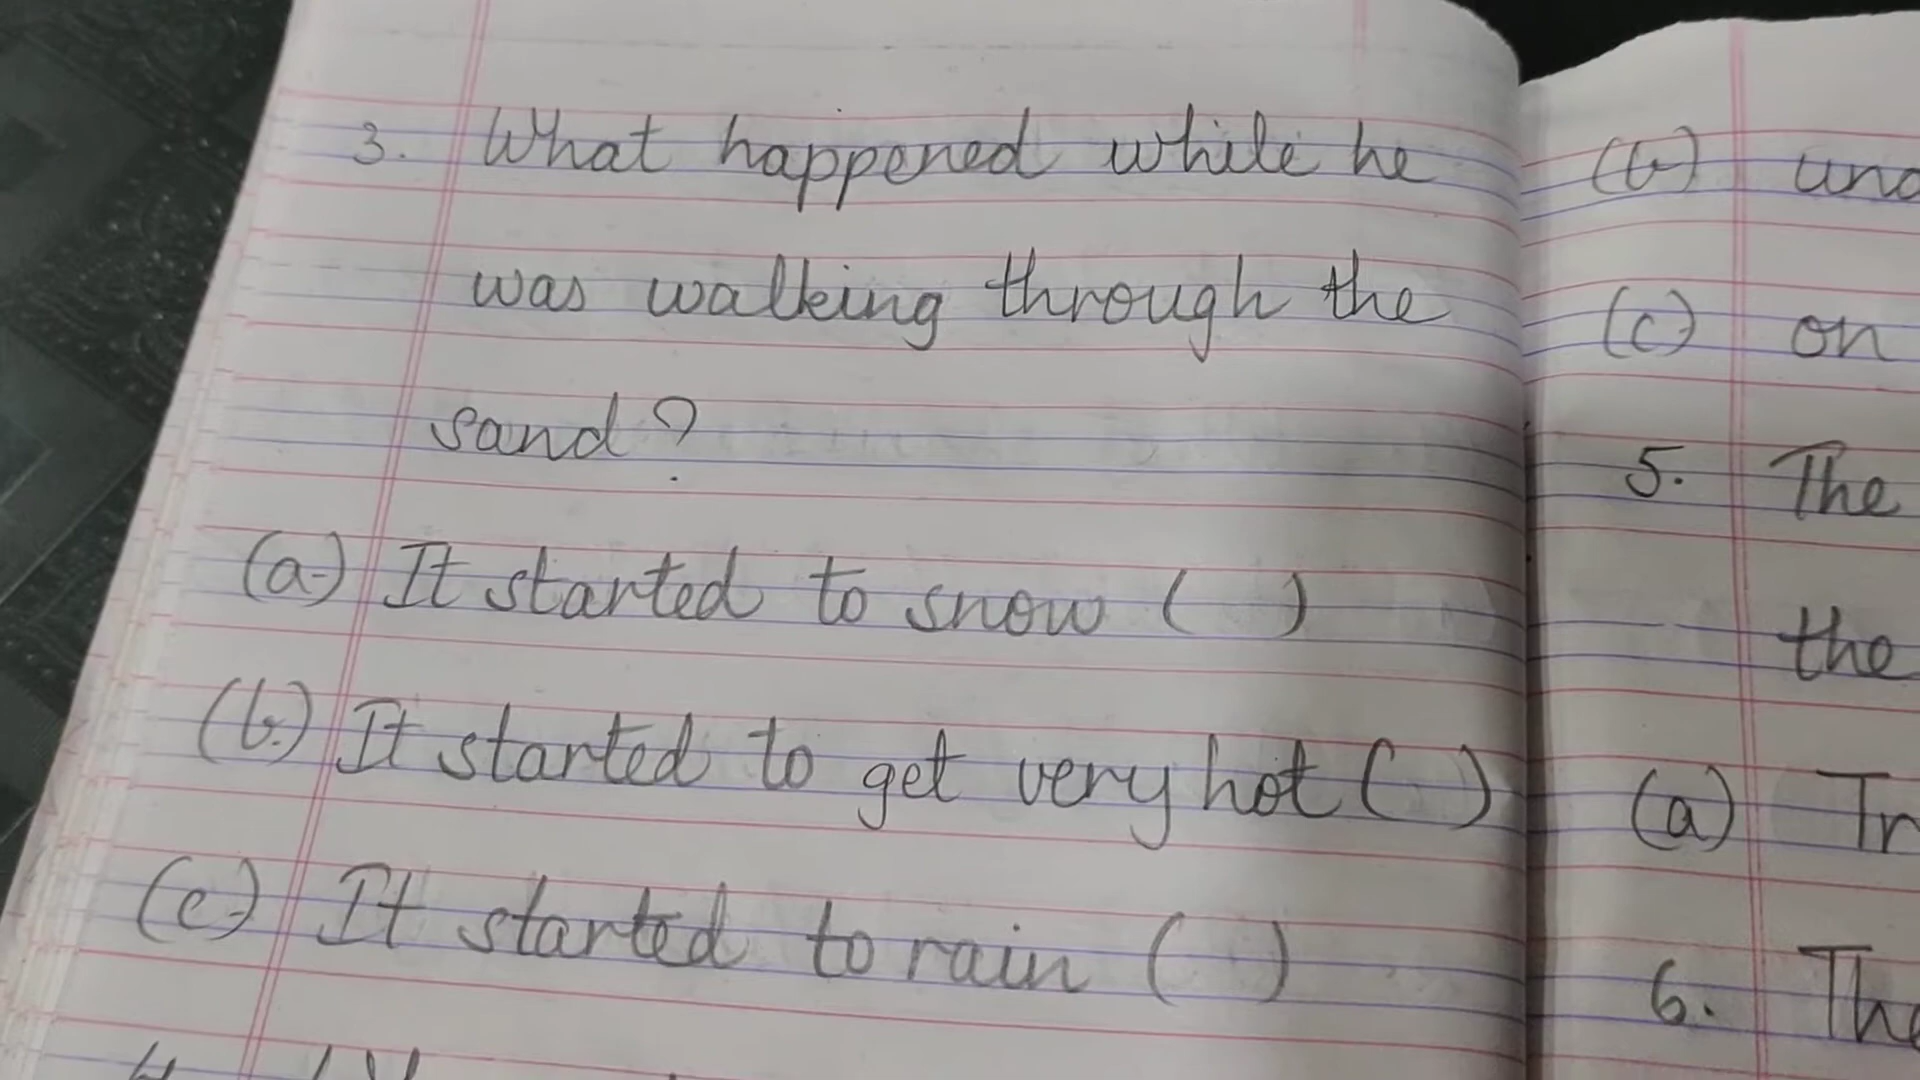 3. What happened while he
was walking through the
sand?
(a) It started to snow ( )
(b.) It started to get very hot ( )
(c) It started to rain ( )
(b)
(c) on
5. The
the
(a)
6. The